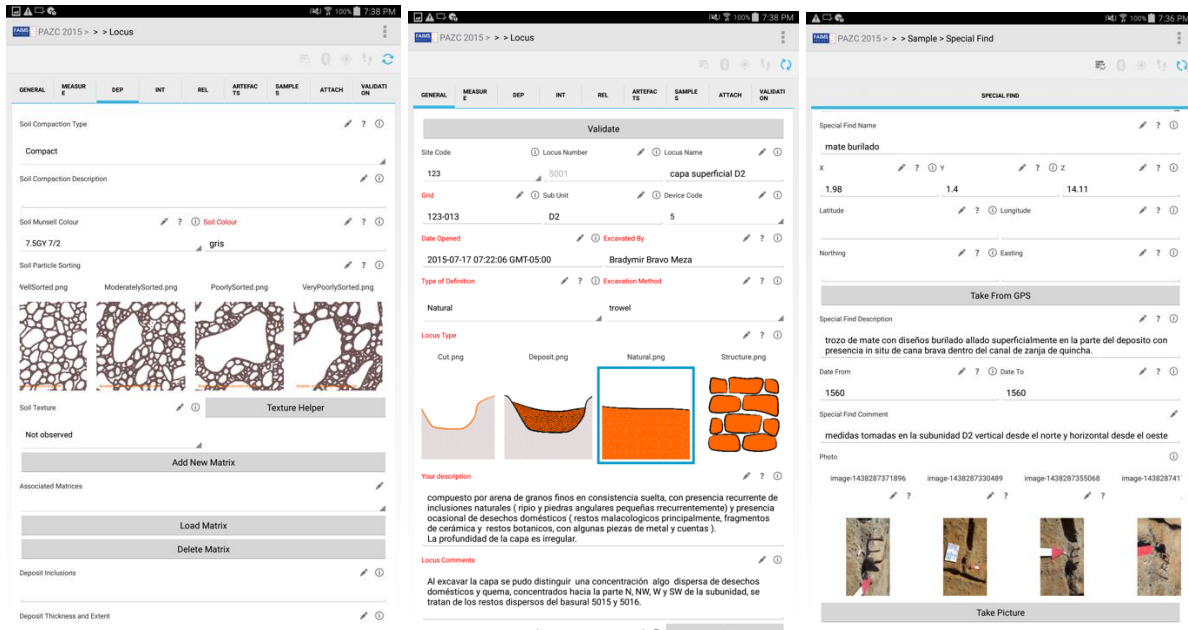 100% 7:38 PM
FAIMS PAZC 2015 > > > Locus
GENERAL MEASURE DEP INT REL ARTEFACTS SAMPLES ATTACH VALIDATION
Soil Compaction Type ? i
Compact
Soil Compaction Description i
Soil Munsell Colour ? i Soil Colour ? i
7.5GY 7/2 gris
Soil Particle Sorting ? i
VellSorted.png ModeratelySorted.png PoorlySorted.png VeryPoorlySorted.png
Soil Texture i Texture Helper
Not observed
Add New Matrix
Associated Matrices
Load Matrix
Delete Matrix
Deposit Inclusions i
Deposit Thickness and Extent i
100% 7:38 PM
FAIMS PAZC 2015 > > > Locus
GENERAL MEASURE DEP INT REL ARTEFACTS SAMPLES ATTACH VALIDATION
Validate
Site Code i Locus Number i Locus Name i
123 5001 capa superficial D2
Grid i Sub Unit i Device Code i
123-013 D2 5
Date Opened i Excavated By ? i
2015-07-17 07:22:06 GMT-05:00 Bradymir Bravo Meza
Type of Definition ? i Excavation Method ? i
Natural trowel
Locus Type ? i
Cut.png Deposit.png Natural.png Structure.png
Your description ? i
compuesto por arena de granos finos en consistencia suelta, con presencia recurrente de
inclusiones naturales ( ripio y piedras angulares pequeñas rrecurrentemente) y presencia
ocasional de desechos domésticos ( restos malacologicos principalmente, fragmentos
de cerámica y restos botanicos, con algunas piezas de metal y cuentas ).
La profundidad de la capa es irregular.
Locus Comments i
Al excavar la capa se pudo distinguir una concentración algo dispersa de desechos
domésticos y quema, concentrados hacia la parte N, NW, W y SW de la subunidad, se
tratan de los restos dispersos del basural 5015 y 5016.
100% 7:36 PM
FAIMS PAZC 2015 > > > Sample > Special Find
SPECIAL FIND
Special Find Name ? i
mate burilado
X ? i Y ? i Z ? i
1.98 1.4 14.11
Latitude ? i Longitude ? i
Northing ? i Easting ? i
Take From GPS
Special Find Description ? i
trozo de mate con diseños burilado allado superficialmente en la parte del deposito con
presencia in situ de cana brava dentro del canal de zanja de quincha.
Date From ? i Date To ? i
1560 1560
Special Find Comment
medidas tomadas en la subunidad D2 vertical desde el norte y horizontal desde el oeste
Photo i
image-1438287371896 image-1438287330489 image-1438287355068 image-143828741
? ? ?
Take Picture